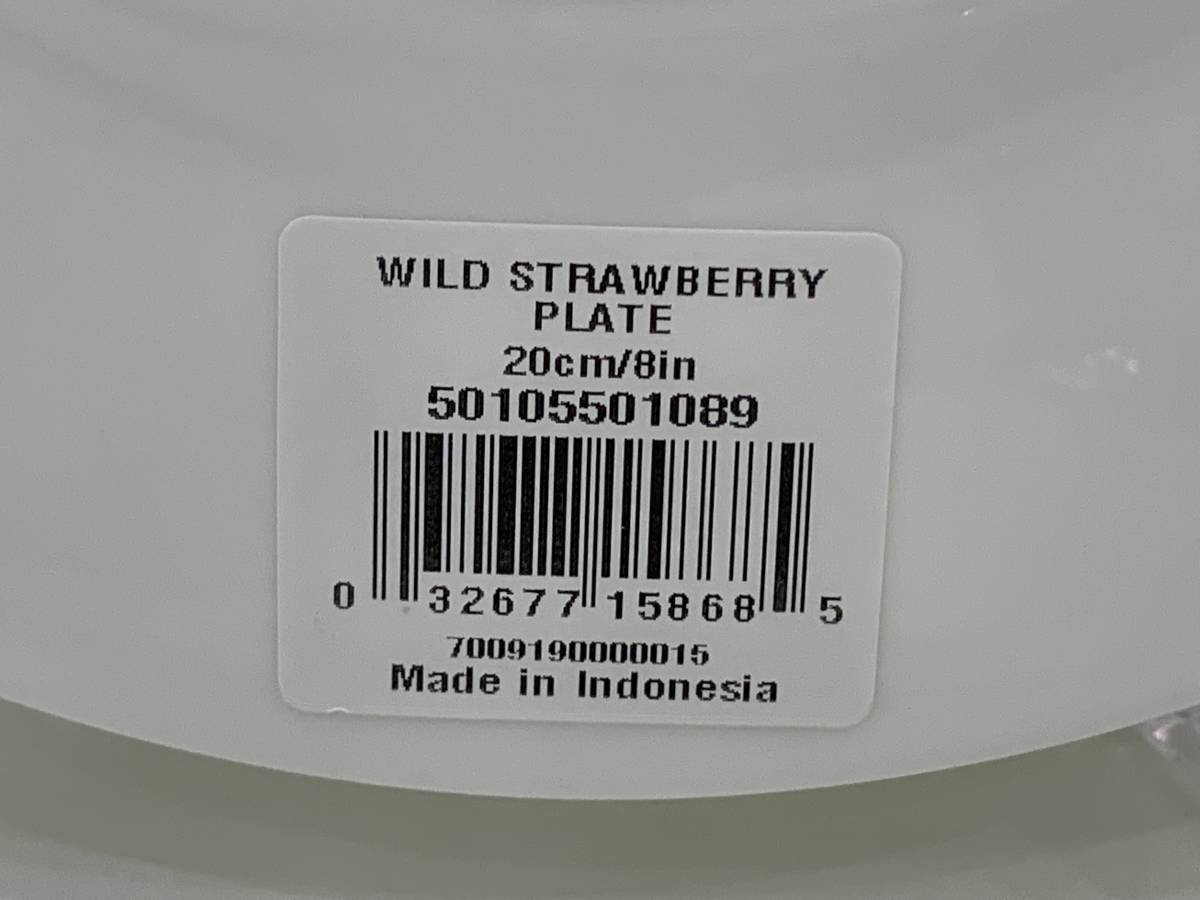 WILD STRAWBERRY
PLATE
20cm/8in
50105501089
0 32677 15868 5
7009190000015
Made in Indonesia